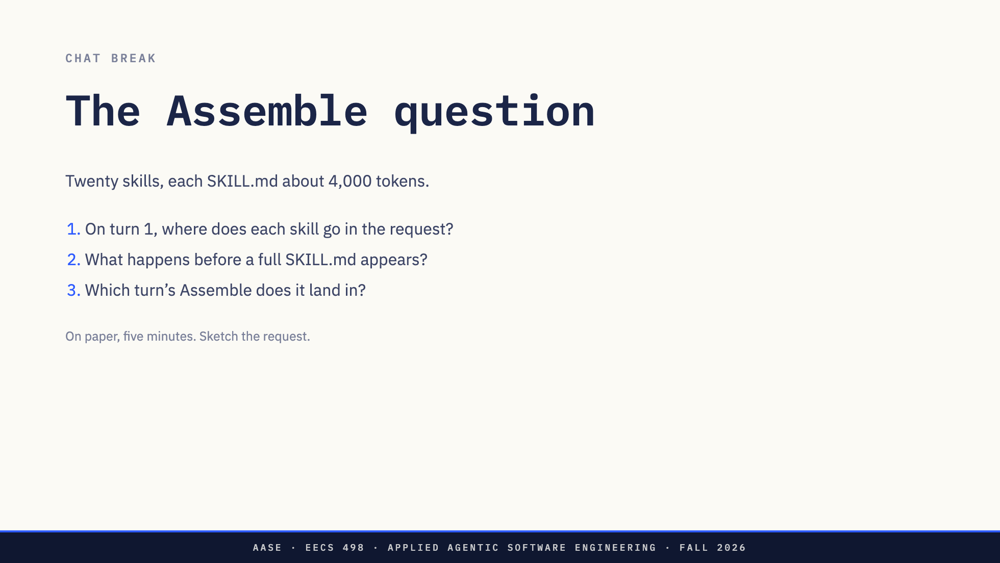 CHAT BREAK
The Assemble question
Twenty skills, each SKILL.md about 4,000 tokens.
1. On turn 1, where does each skill go in the request?
2. What happens before a full SKILL.md appears?
3. Which turn’s Assemble does it land in?
On paper, five minutes. Sketch the request.
AASE · EECS 498 · APPLIED AGENTIC SOFTWARE ENGINEERING · FALL 2026